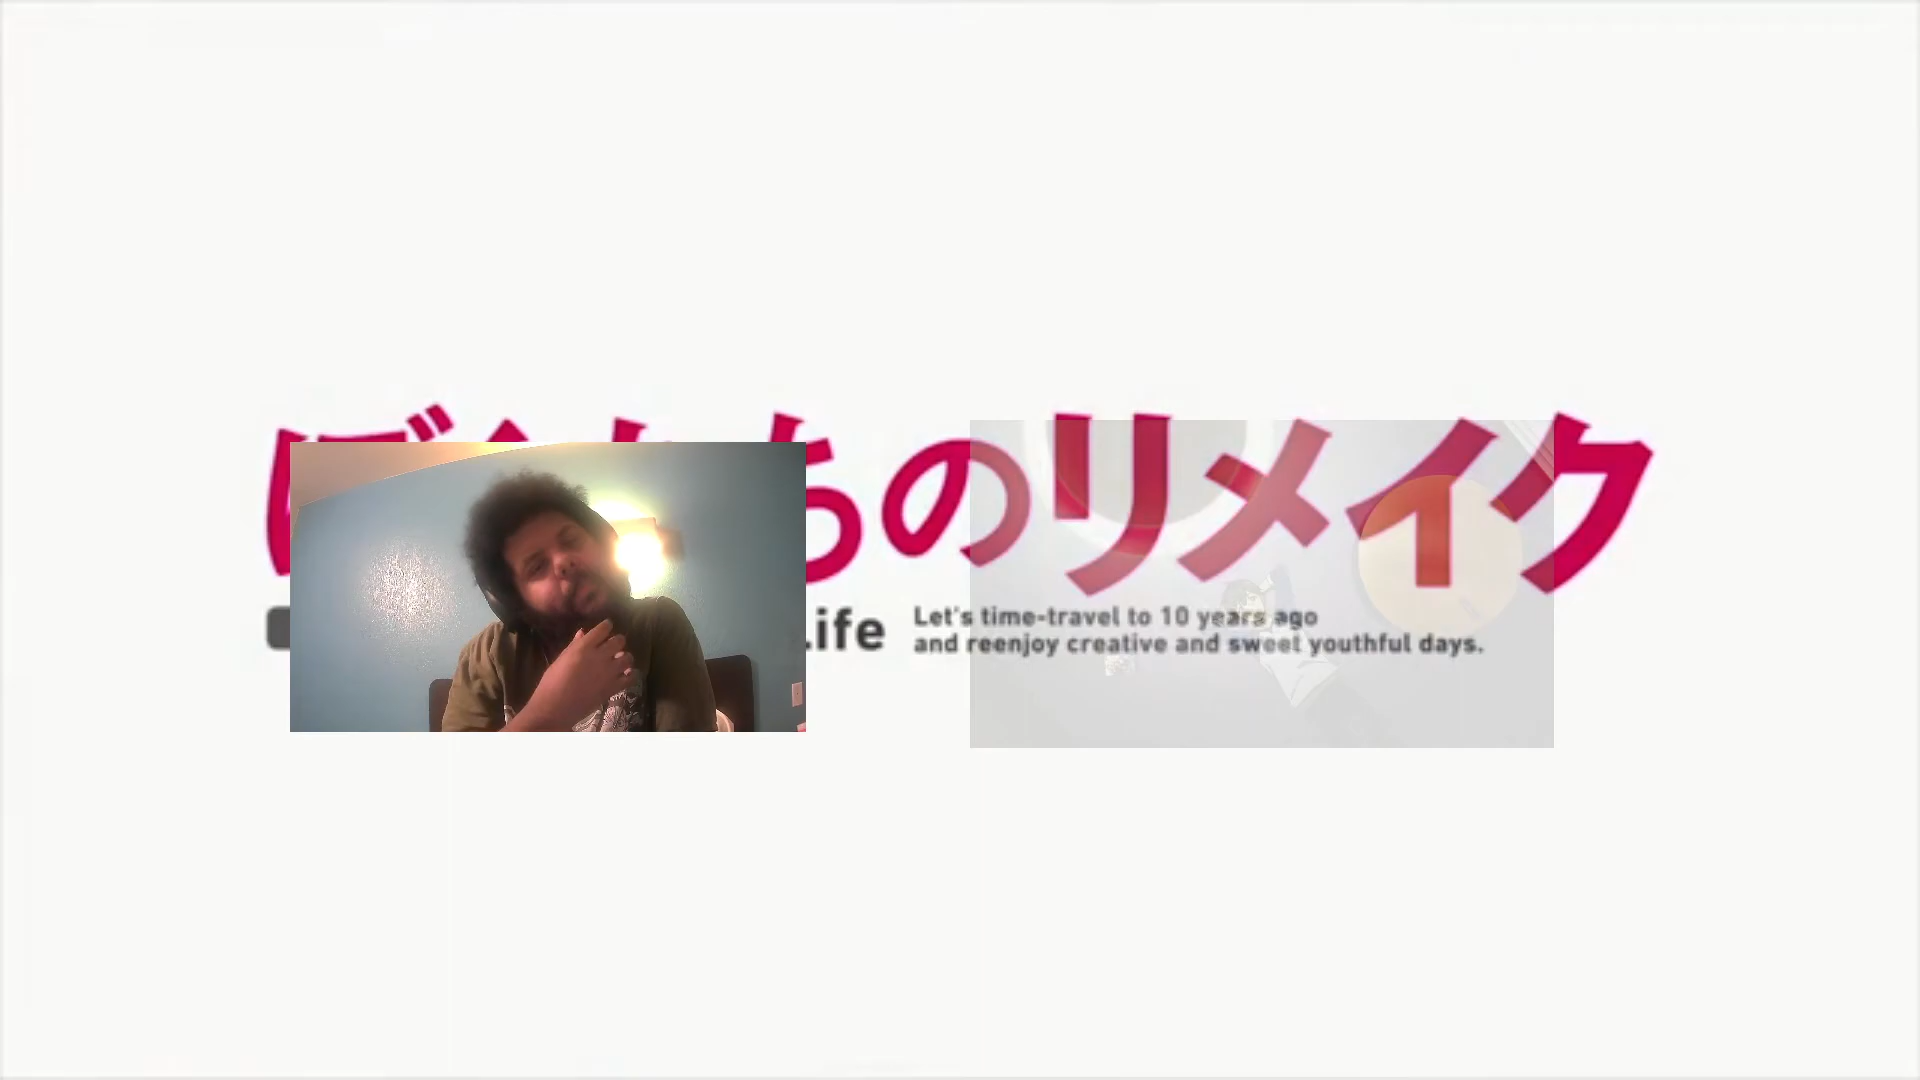 ちのリメイク
ife
Let's time-travel to 10 years ago
and reenjoy creative and sweet youthful days.